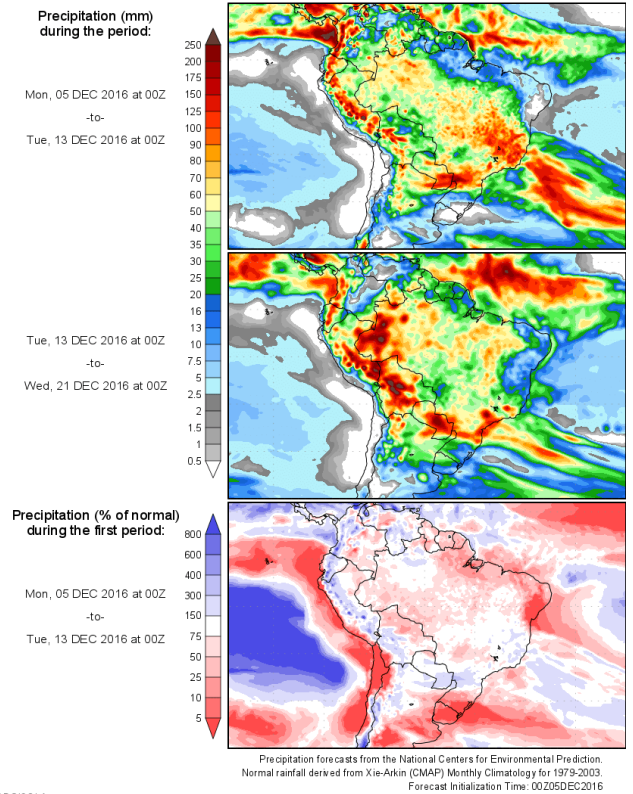 Precipitation (mm)
during the period:
Mon, 05 DEC 2016 at 00Z
-to-
Tue, 13 DEC 2016 at 00Z
250
200
175
150
125
100
90
80
70
60
50
40
35
30
25
20
16
13
10
7.5
5
2.5
2
1.5
1
0.5
Tue, 13 DEC 2016 at 00Z
-to-
Wed, 21 DEC 2016 at 00Z
Precipitation (% of normal)
during the first period:
Mon, 05 DEC 2016 at 00Z
-to-
Tue, 13 DEC 2016 at 00Z
800
600
400
300
150
75
50
25
10
5
Precipitation forecasts from the National Centers for Environmental Prediction.
Normal rainfall derived from Xie-Arkin (CMAP) Monthly Climatology for 1979-2003.
Forecast Initialization Time: 00Z05DEC2016